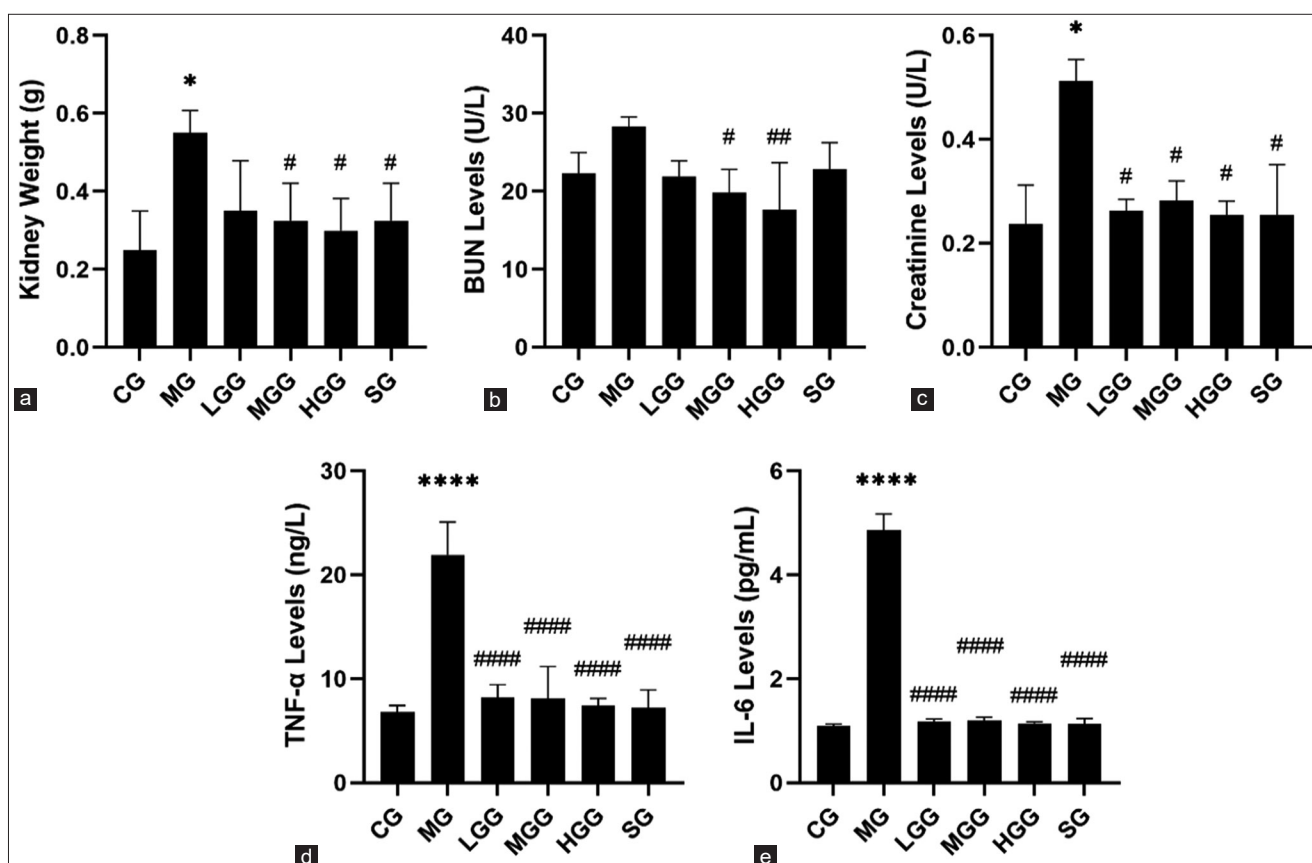 Kidney Weight (g)
0.8
0.6
0.4
0.2
0.0
*
#
#
#
CG
MG
LGG
MGG
HGG
SG
a
BUN Levels (U/L)
40
30
20
10
0
#
##
CG
MG
LGG
MGG
HGG
SG
b
Creatinine Levels (U/L)
0.6
0.4
0.2
0.0
*
#
#
#
#
CG
MG
LGG
MGG
HGG
SG
c
TNF-α Levels (ng/L)
30
20
10
0
****
####
####
####
####
CG
MG
LGG
MGG
HGG
SG
d
IL-6 Levels (pg/mL)
6
4
2
0
****
####
####
####
####
CG
MG
LGG
MGG
HGG
SG
e